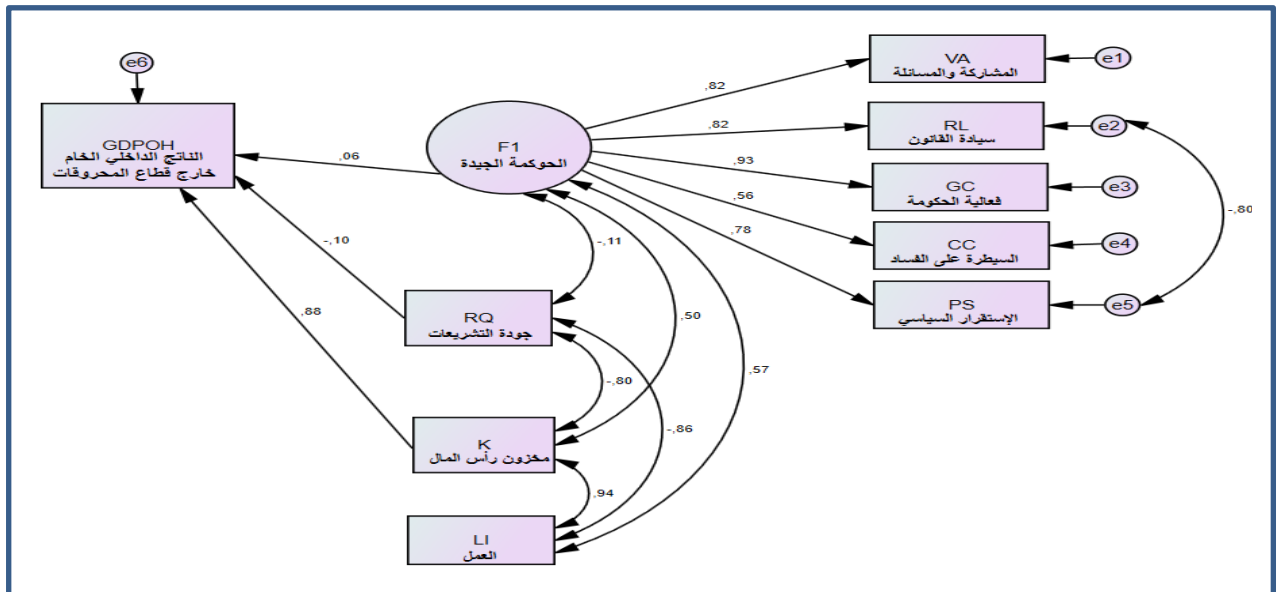 e6
GDPOH
الناتج الداخلي الخام
خارج قطاع المحروقات
,06
F1
الحوكمة الجيدة
,82
VA
المشاركة والمسائلة
e1
,82
RL
سيادة القانون
e2
,93
GC
فعالية الحكومة
e3
,56
CC
السيطرة على الفساد
e4
,78
PS
الإستقرار السياسي
e5
-,80
-,10
,88
-,11
,50
,57
RQ
جودة التشريعات
-,80
-,86
K
مخزون رأس المال
,94
LI
العمل